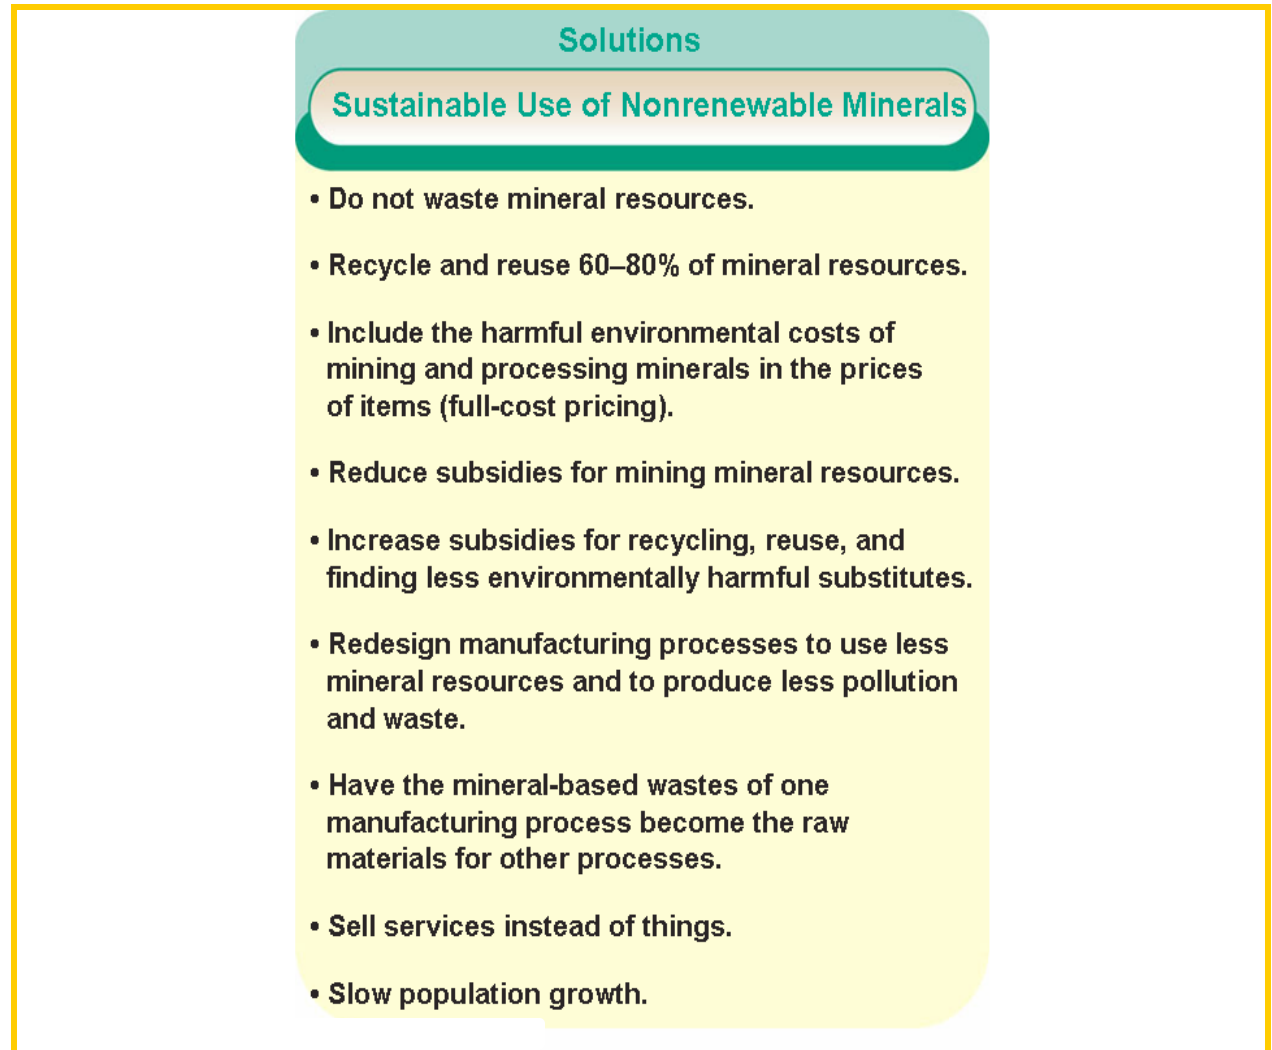 Solutions
Sustainable Use of Nonrenewable Minerals
• Do not waste mineral resources.
• Recycle and reuse 60–80% of mineral resources.
• Include the harmful environmental costs of
mining and processing minerals in the prices
of items (full-cost pricing).
• Reduce subsidies for mining mineral resources.
• Increase subsidies for recycling, reuse, and
finding less environmentally harmful substitutes.
• Redesign manufacturing processes to use less
mineral resources and to produce less pollution
and waste.
• Have the mineral-based wastes of one
manufacturing process become the raw
materials for other processes.
• Sell services instead of things.
• Slow population growth.